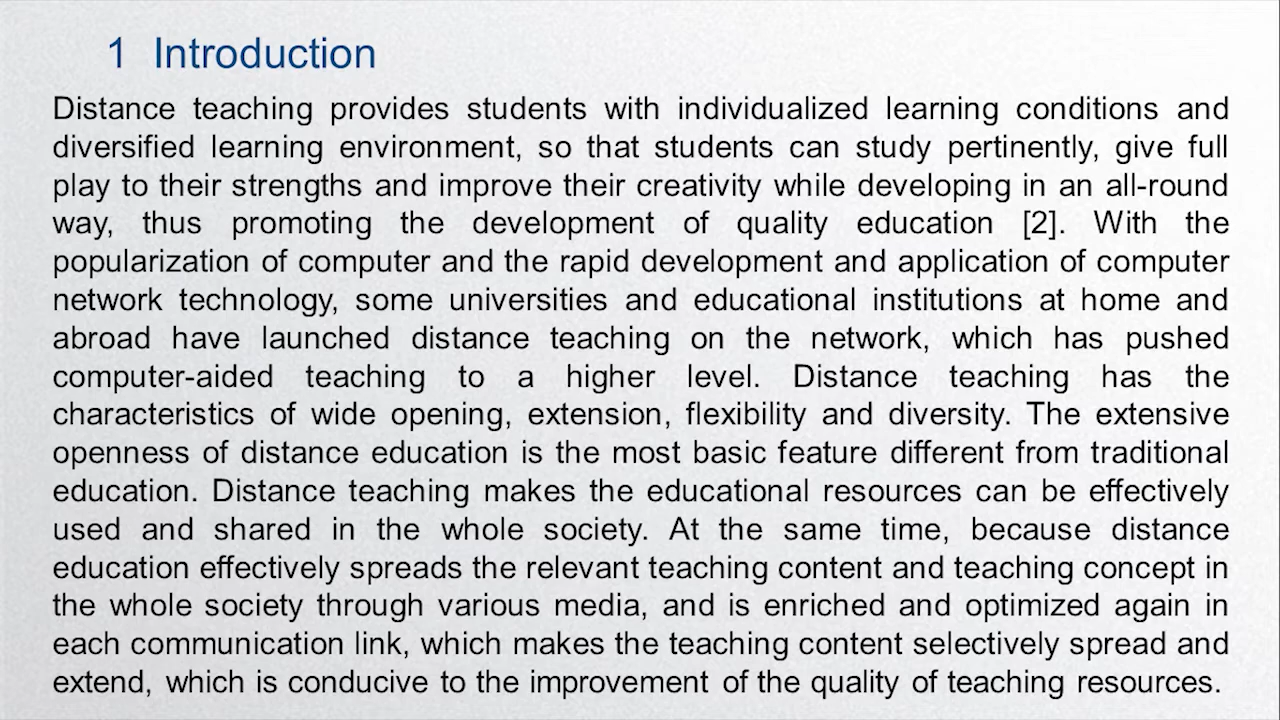 1 Introduction
Distance teaching provides students with individualized learning conditions and
diversified learning environment, so that students can study pertinently, give full
play to their strengths and improve their creativity while developing in an all-round
way, thus promoting the development of quality education [2]. With the
popularization of computer and the rapid development and application of computer
network technology, some universities and educational institutions at home and
abroad have launched distance teaching on the network, which has pushed
computer-aided teaching to a higher level. Distance teaching has the
characteristics of wide opening, extension, flexibility and diversity. The extensive
openness of distance education is the most basic feature different from traditional
education. Distance teaching makes the educational resources can be effectively
used and shared in the whole society. At the same time, because distance
education effectively spreads the relevant teaching content and teaching concept in
the whole society through various media, and is enriched and optimized again in
each communication link, which makes the teaching content selectively spread and
extend, which is conducive to the improvement of the quality of teaching resources.